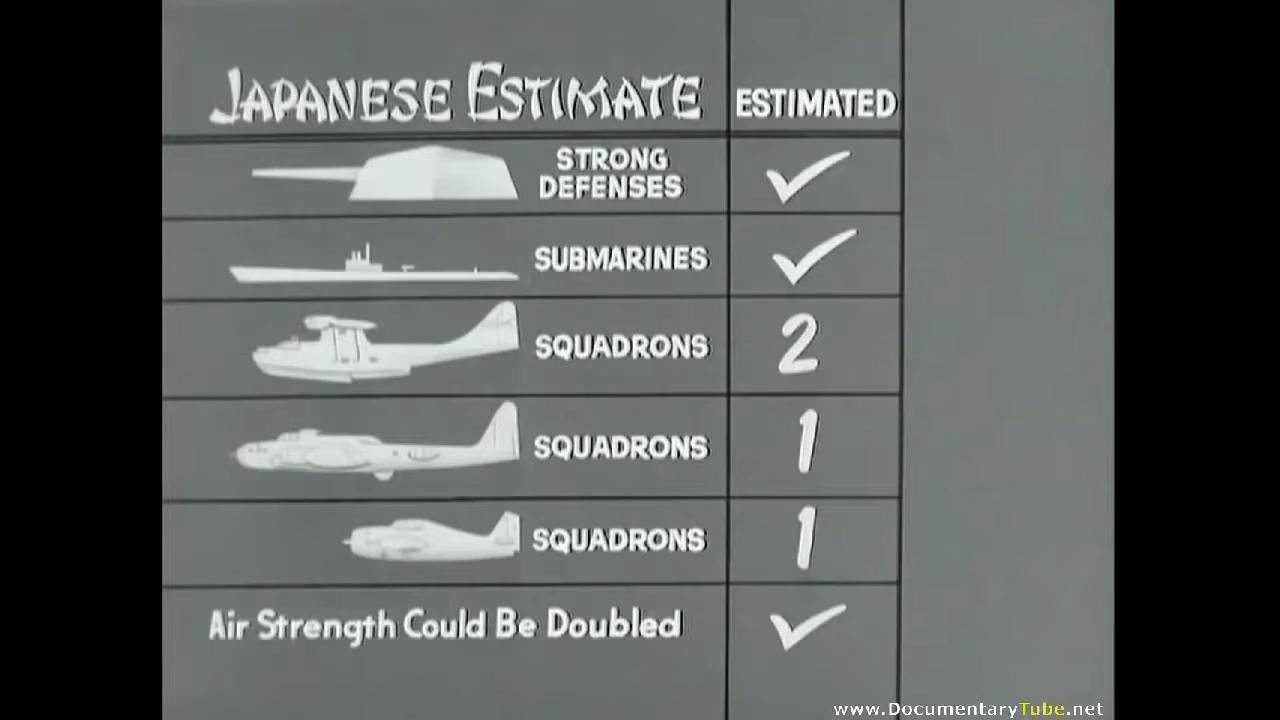 JAPANESE ESTIMATE
ESTIMATED
STRONG
DEFENSES
✓
SUBMARINES
✓
SQUADRONS
2
SQUADRONS
1
SQUADRONS
1
Air Strength Could Be Doubled
✓
www.DocumentaryTube.net